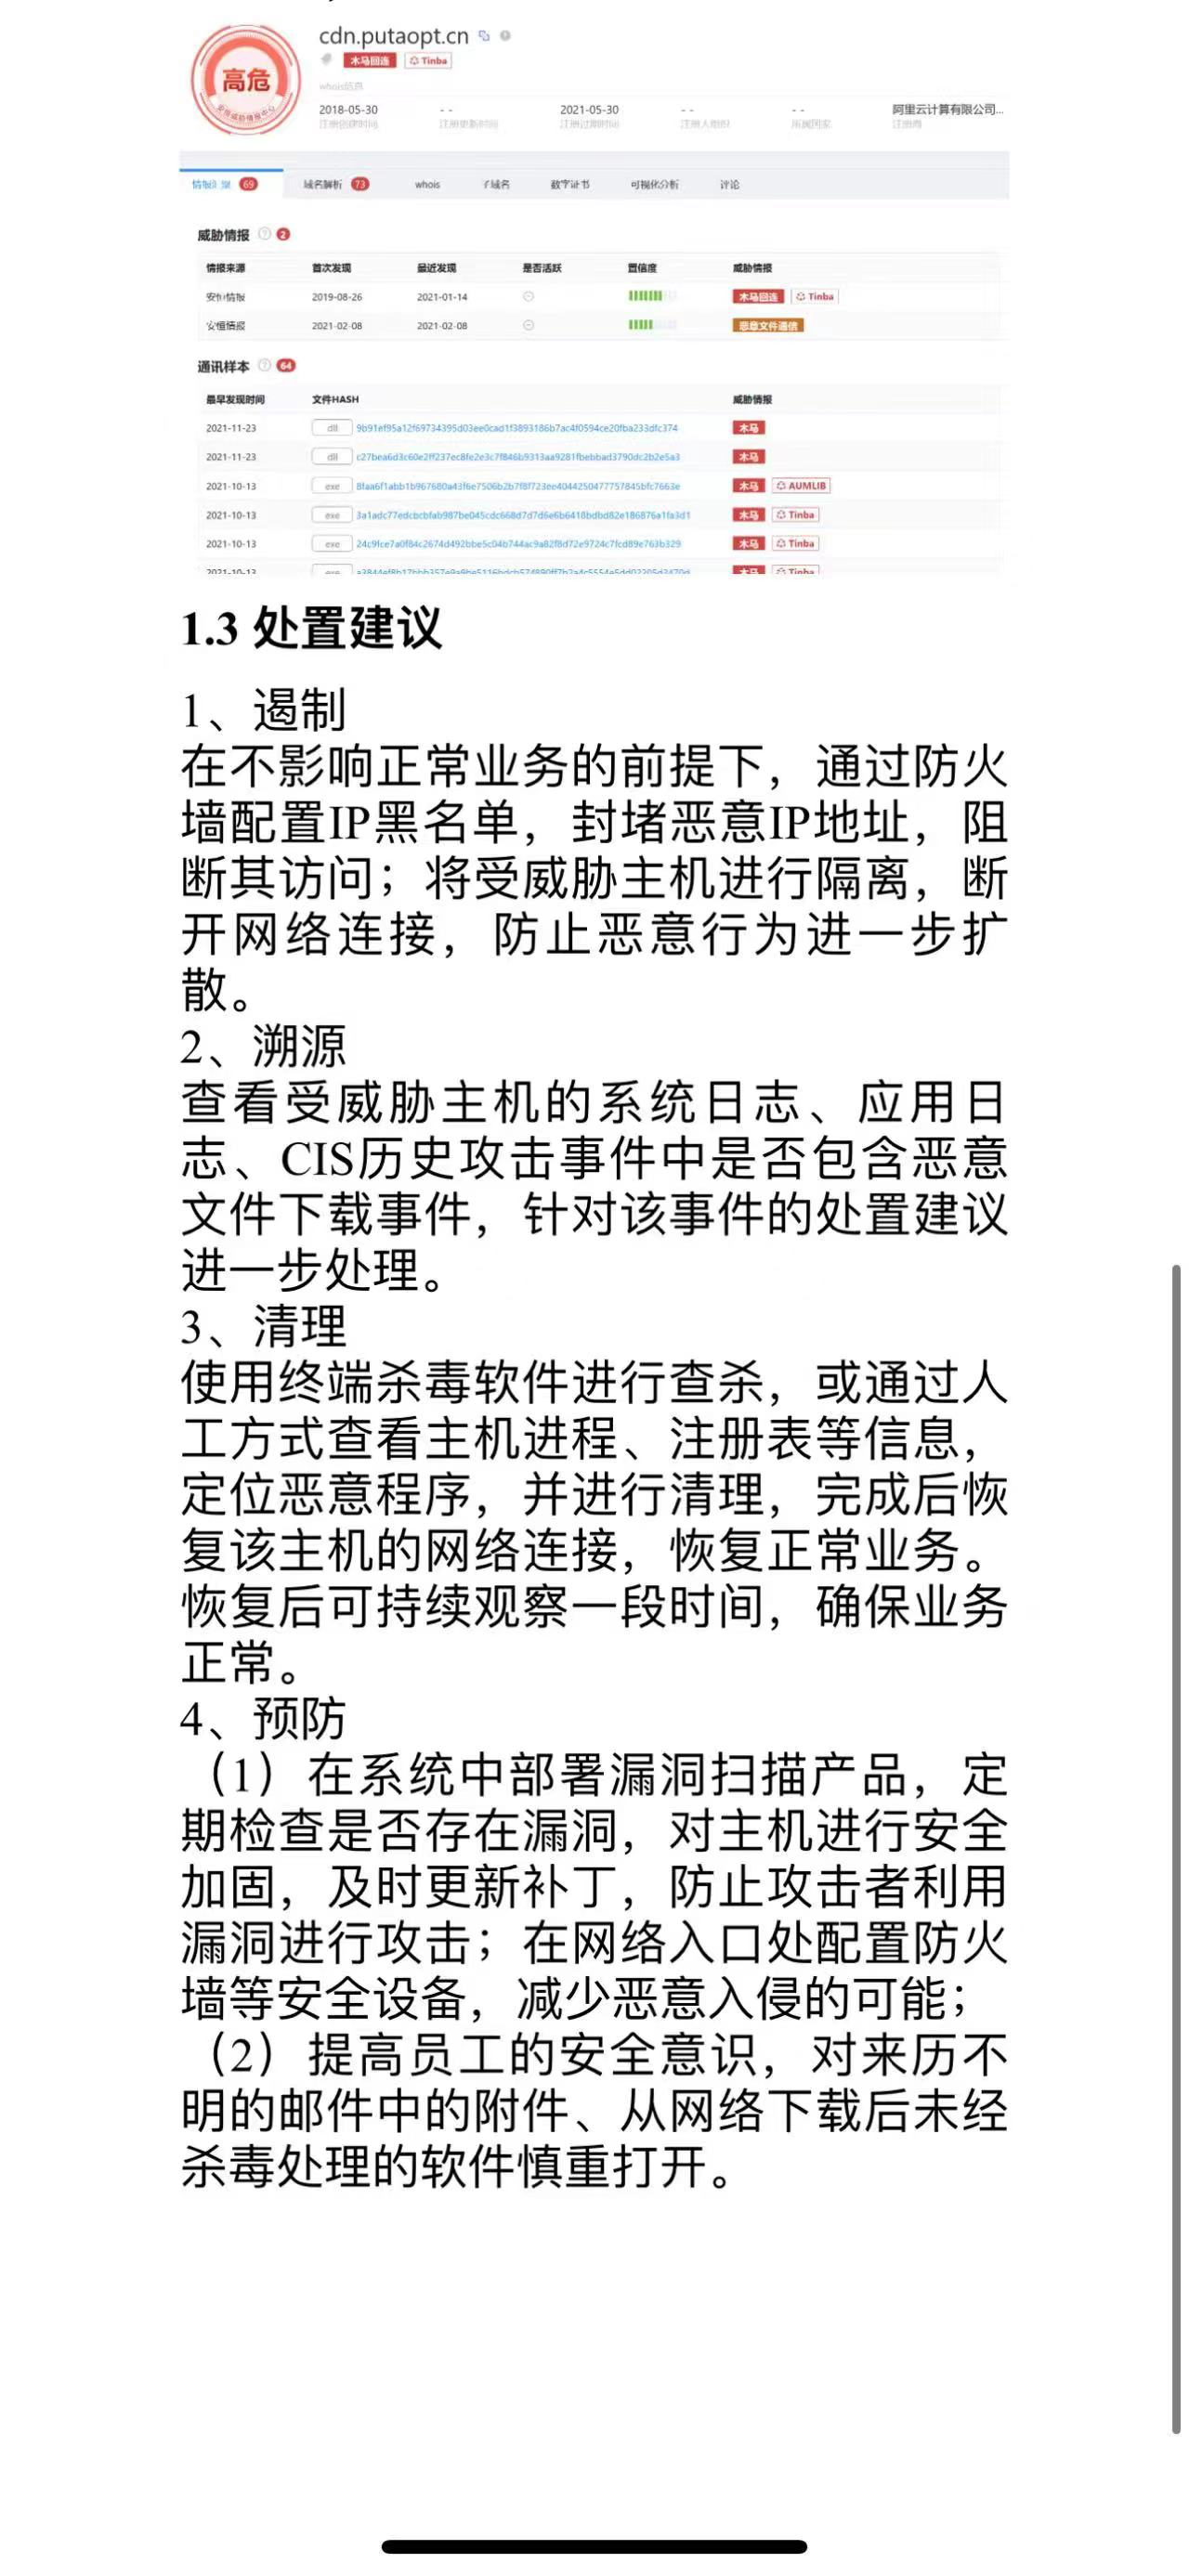 cdn.putaopt.cn
高危
木马回连 Tinba
whois信息
2018-05-30 - - 2021-05-30 - - - - 阿里云计算有限公司...
注册创建时间 注册更新时间 注册过期时间 注册人组织 所属国家 注册商
情报汇聚 69 域名解析 73 whois 子域名 数字证书 可视化分析 评论
威胁情报 2
情报来源 首次发现 最近发现 是否活跃 置信度 威胁情报
安恒情报 2019-08-26 2021-01-14 木马回连 Tinba
安恒情报 2021-02-08 2021-02-08 恶意文件通信
通讯样本 64
最早发现时间 文件HASH 威胁情报
2021-11-23 dll 木马
2021-11-23 dll 木马
2021-10-13 exe 木马 AUMLIB
2021-10-13 exe 木马 Tinba
2021-10-13 exe 木马 Tinba
2021-10-13 exe 木马 Tinba
1.3 处置建议
1、遏制
在不影响正常业务的前提下，通过防火
墙配置IP黑名单，封堵恶意IP地址，阻
断其访问；将受威胁主机进行隔离，断
开网络连接，防止恶意行为进一步扩
散。
2、溯源
查看受威胁主机的系统日志、应用日
志、CIS历史攻击事件中是否包含恶意
文件下载事件，针对该事件的处置建议
进一步处理。
3、清理
使用终端杀毒软件进行查杀，或通过人
工方式查看主机进程、注册表等信息，
定位恶意程序，并进行清理，完成后恢
复该主机的网络连接，恢复正常业务。
恢复后可持续观察一段时间，确保业务
正常。
4、预防
（1）在系统中部署漏洞扫描产品，定
期检查是否存在漏洞，对主机进行安全
加固，及时更新补丁，防止攻击者利用
漏洞进行攻击；在网络入口处配置防火
墙等安全设备，减少恶意入侵的可能；
（2）提高员工的安全意识，对来历不
明的邮件中的附件、从网络下载后未经
杀毒处理的软件慎重打开。